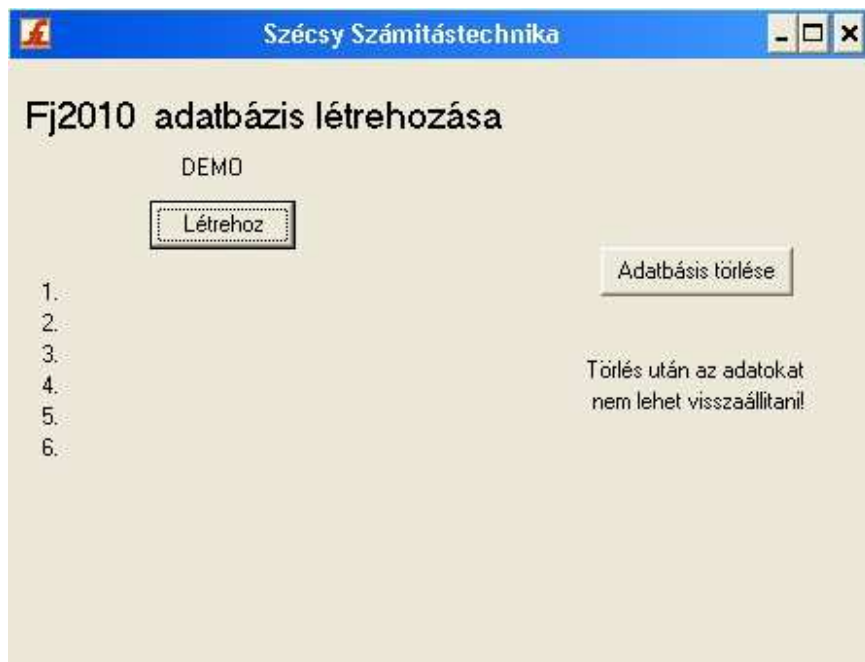 Szécsy Számitástechnika
Fj2010 adatbázis létrehozása
DEMO
Létrehoz
Adatbásis törlése
1.
2.
3.
4.
5.
6.
Törlés után az adatokat
nem lehet visszaállitani!